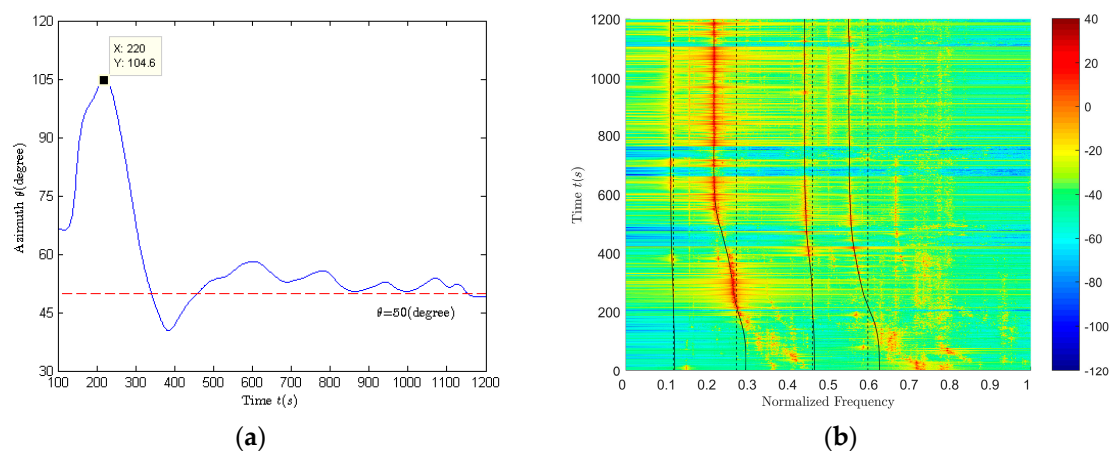 120
105
90
75
60
45
30
Azimuth θ(degree)
X: 220
Y: 104.6
θ=50(degree)
100 200 300 400 500 600 700 800 900 1000 1100 1200
Time t(s)
(a)
1200
1000
800
600
400
200
0
Time t(s)
0 0.1 0.2 0.3 0.4 0.5 0.6 0.7 0.8 0.9 1
Normalized Frequency
40
20
0
-20
-40
-60
-80
-100
-120
(b)